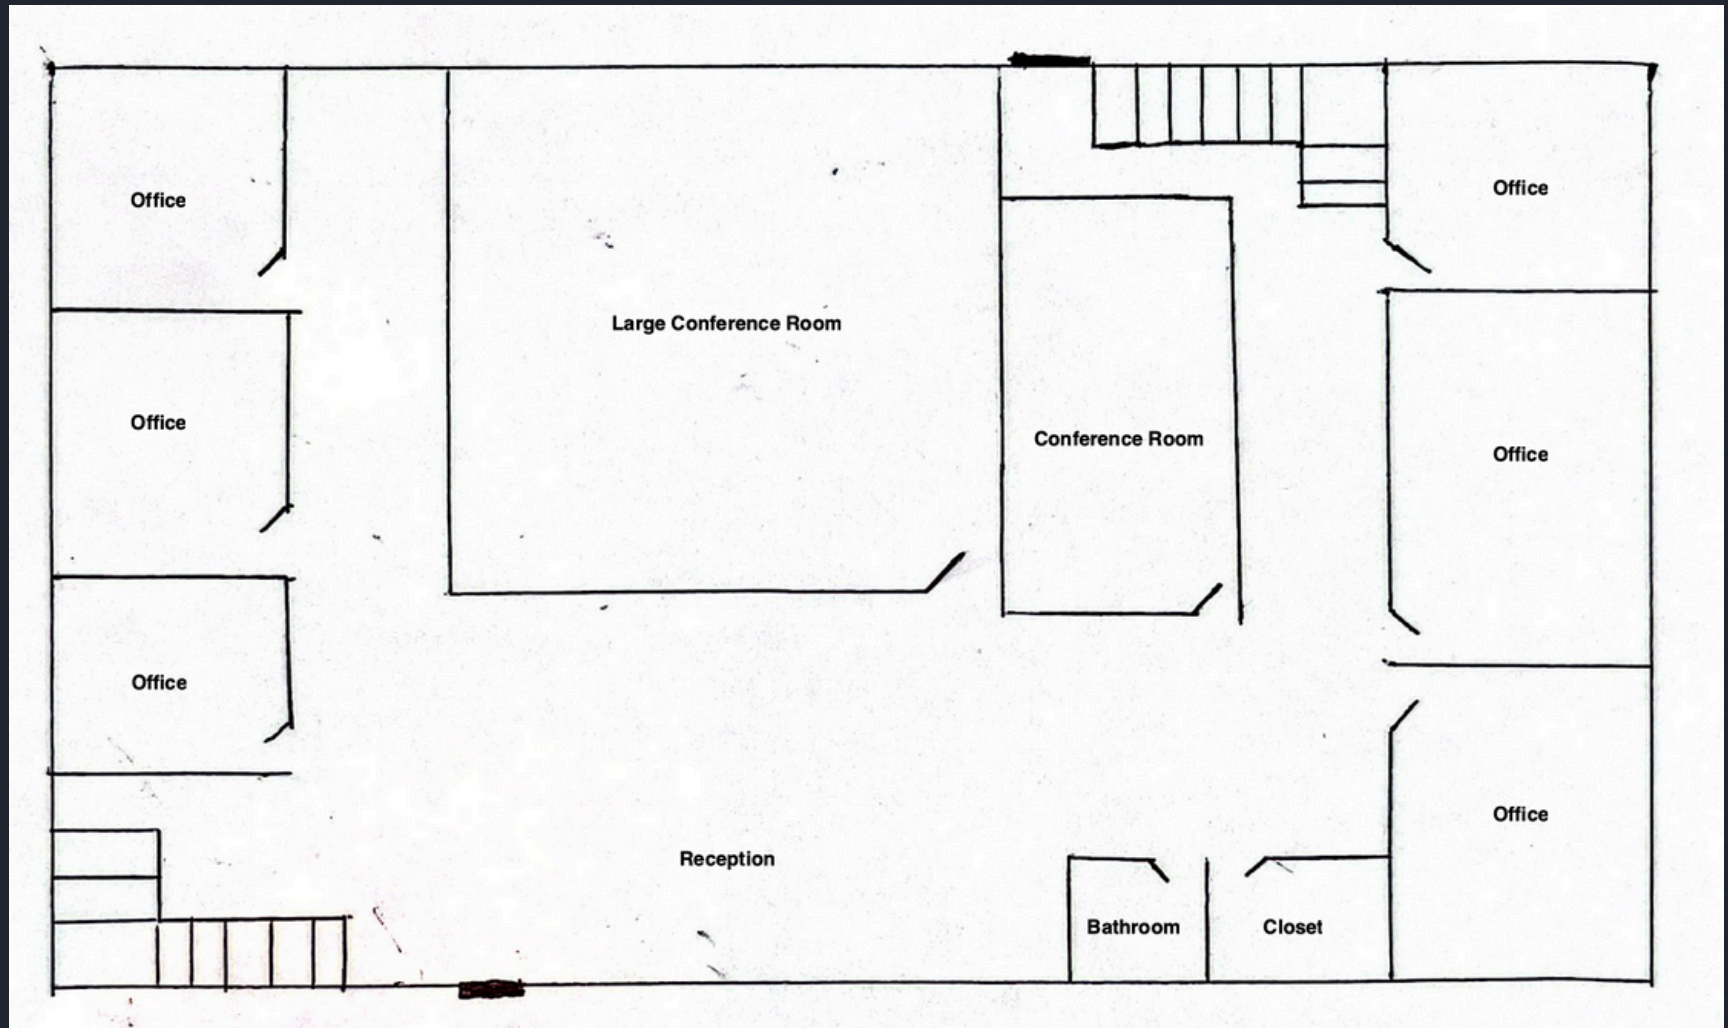 Office
Office
Large Conference Room
Office
Conference Room
Office
Office
Office
Reception
Bathroom
Closet